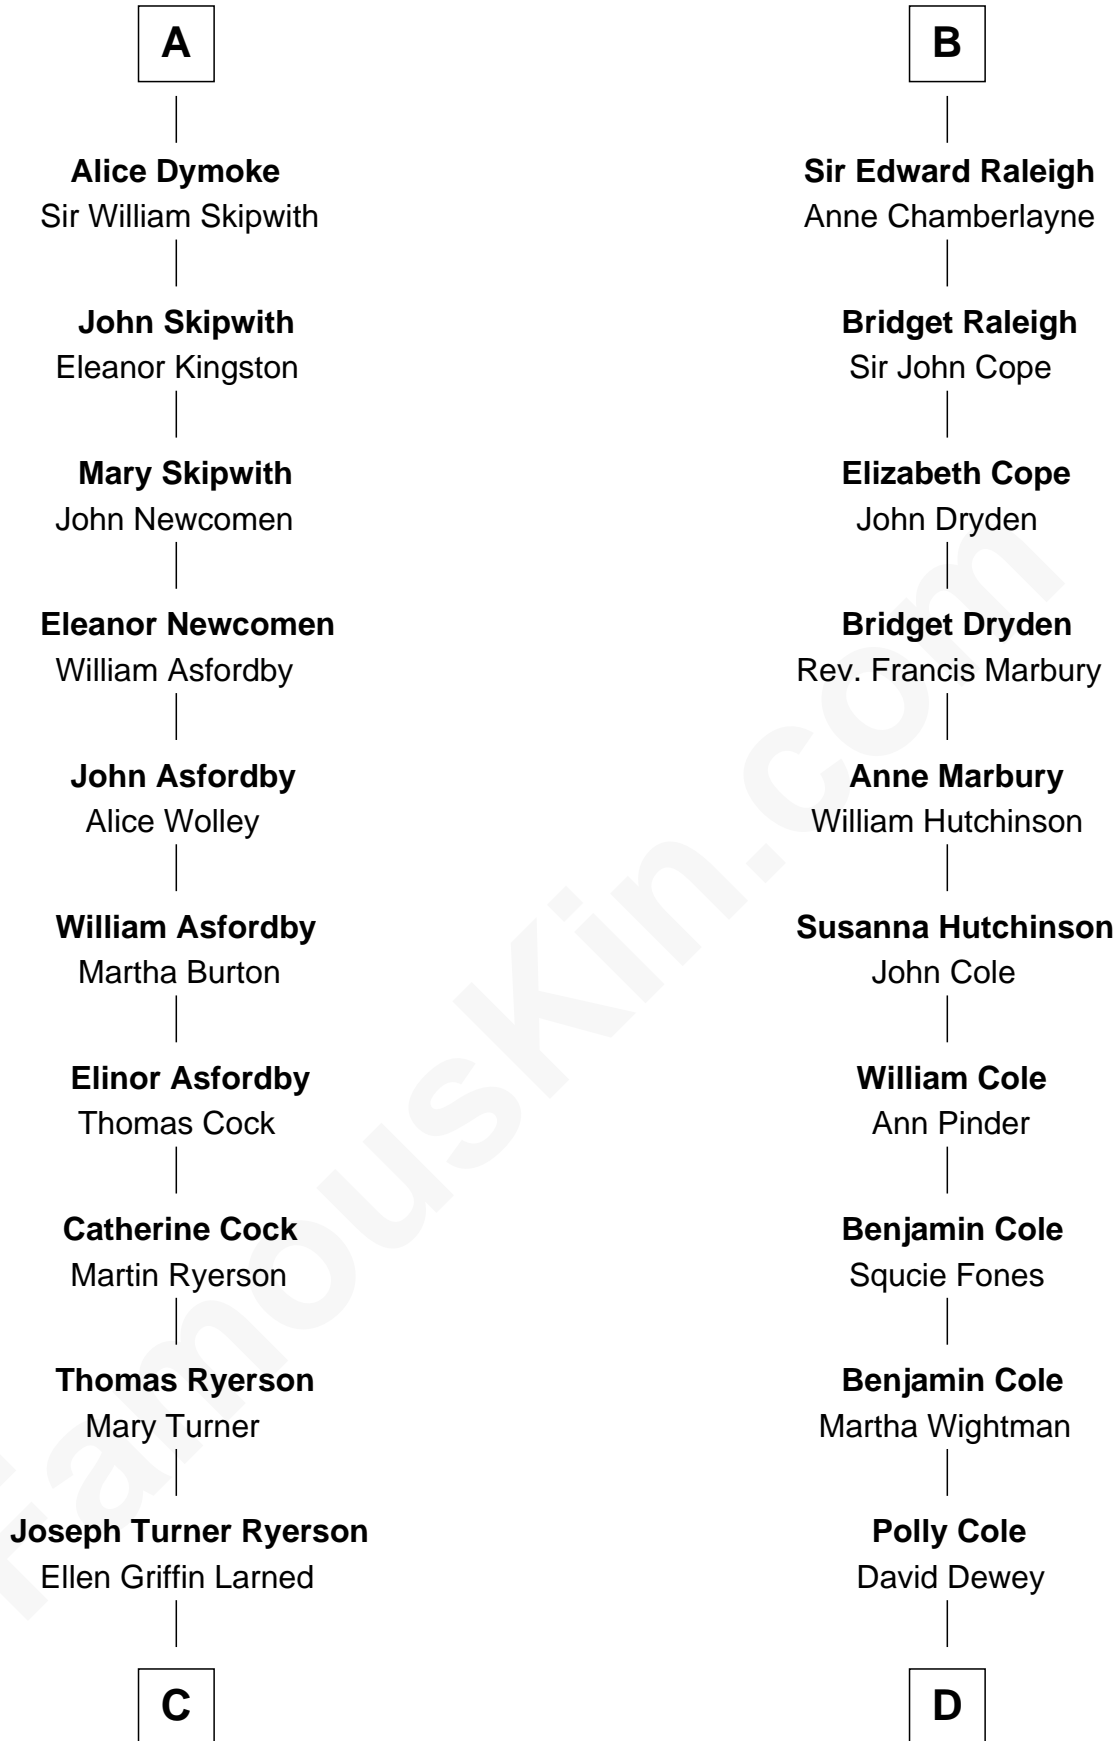 A
Alice Dymoke
Sir William Skipwith
John Skipwith
Eleanor Kingston
Mary Skipwith
John Newcomen
Eleanor Newcomen
William Asfordby
John Asfordby
Alice Wolley
William Asfordby
Martha Burton
Elinor Asfordby
Thomas Cock
Catherine Cock
Martin Ryerson
Thomas Ryerson
Mary Turner
Joseph Turner Ryerson
Ellen Griffin Larned
C
B
Sir Edward Raleigh
Anne Chamberlayne
Bridget Raleigh
Sir John Cope
Elizabeth Cope
John Dryden
Bridget Dryden
Rev. Francis Marbury
Anne Marbury
William Hutchinson
Susanna Hutchinson
John Cole
William Cole
Ann Pinder
Benjamin Cole
Squcie Fones
Benjamin Cole
Martha Wightman
Polly Cole
David Dewey
D
FamousKin.com